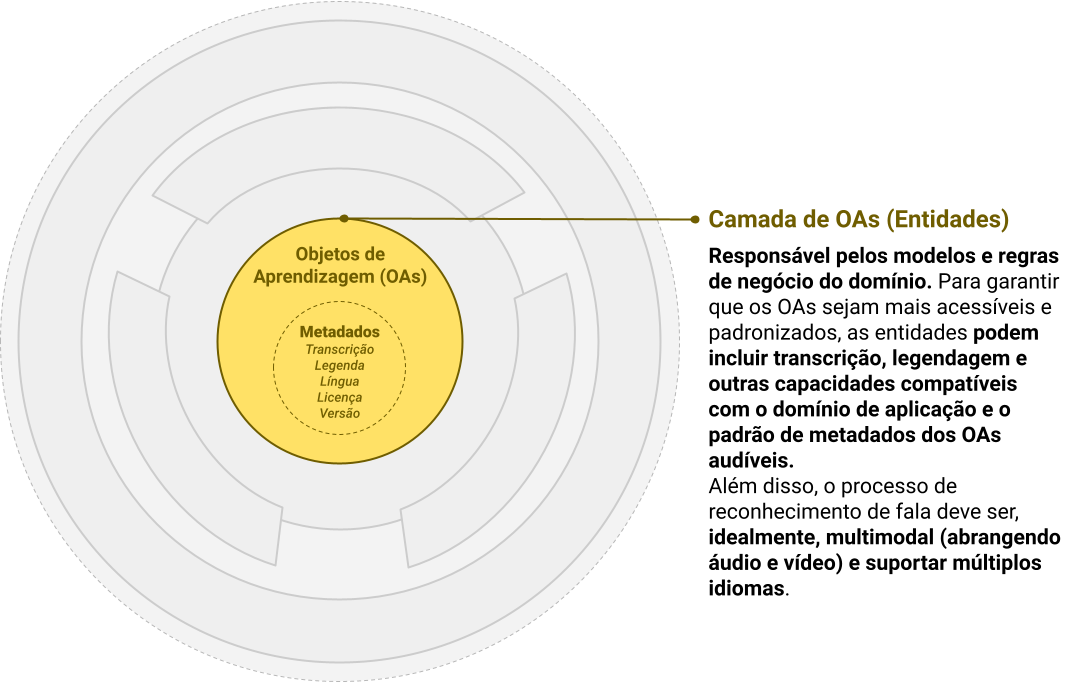 Objetos de
Aprendizagem (OAs)
Metadados
Transcrição
Legenda
Língua
Licença
Versão
Camada de OAs (Entidades)
Responsável pelos modelos e regras
de negócio do domínio. Para garantir
que os OAs sejam mais acessíveis e
padronizados, as entidades podem
incluir transcrição, legendagem e
outras capacidades compatíveis
com o domínio de aplicação e o
padrão de metadados dos OAs
audíveis.
Além disso, o processo de
reconhecimento de fala deve ser,
idealmente, multimodal (abrangendo
áudio e vídeo) e suportar múltiplos
idiomas.